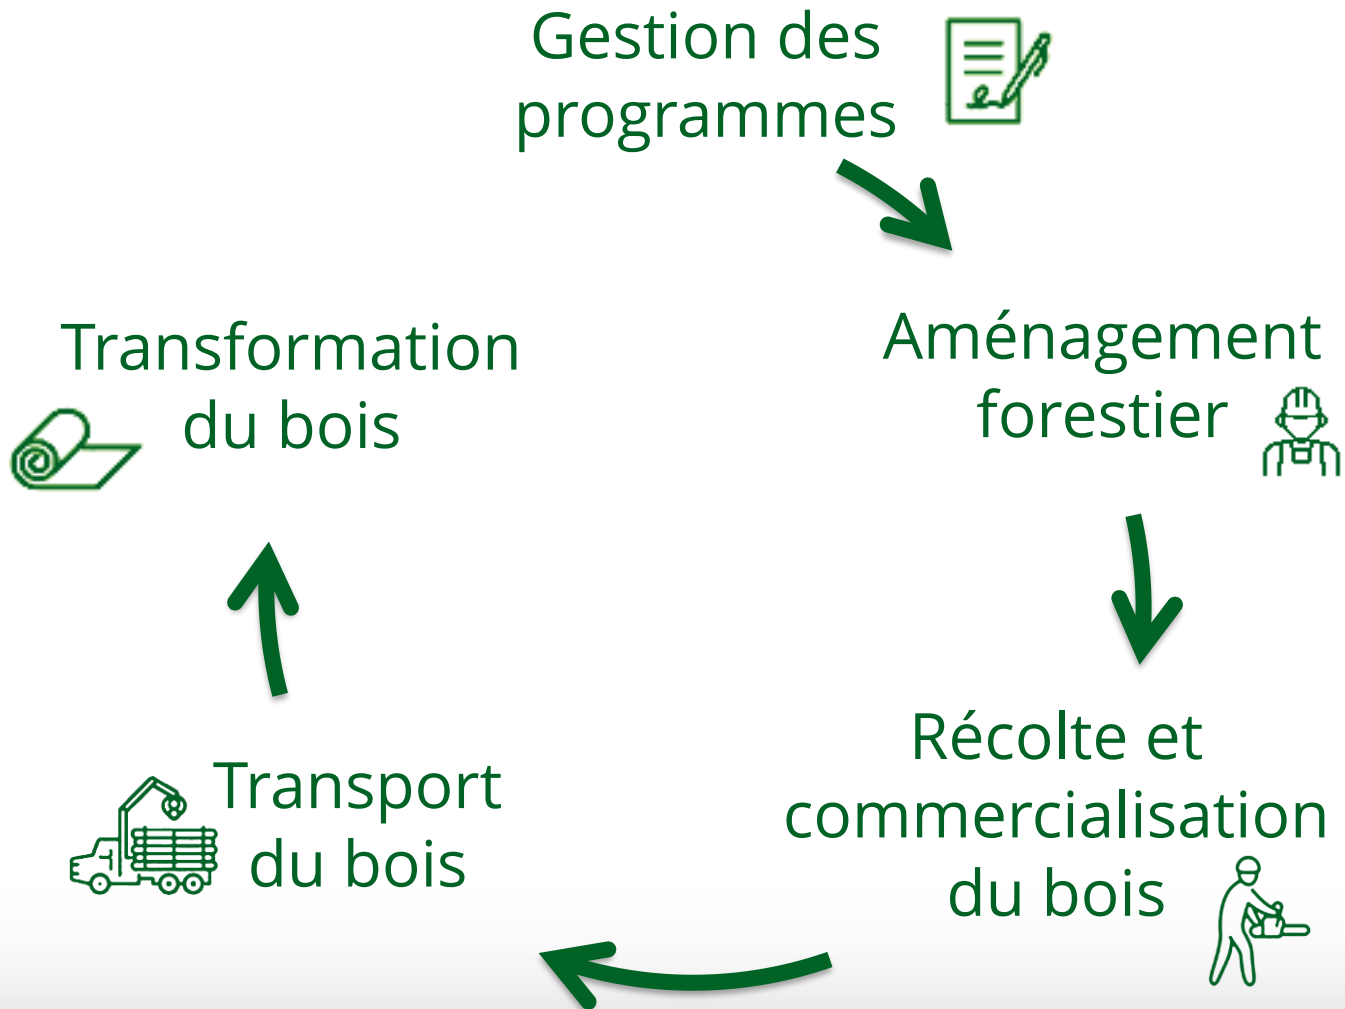 Gestion des
programmes
Aménagement
forestier
Récolte et
commercialisation
du bois
Transport
du bois
Transformation
du bois